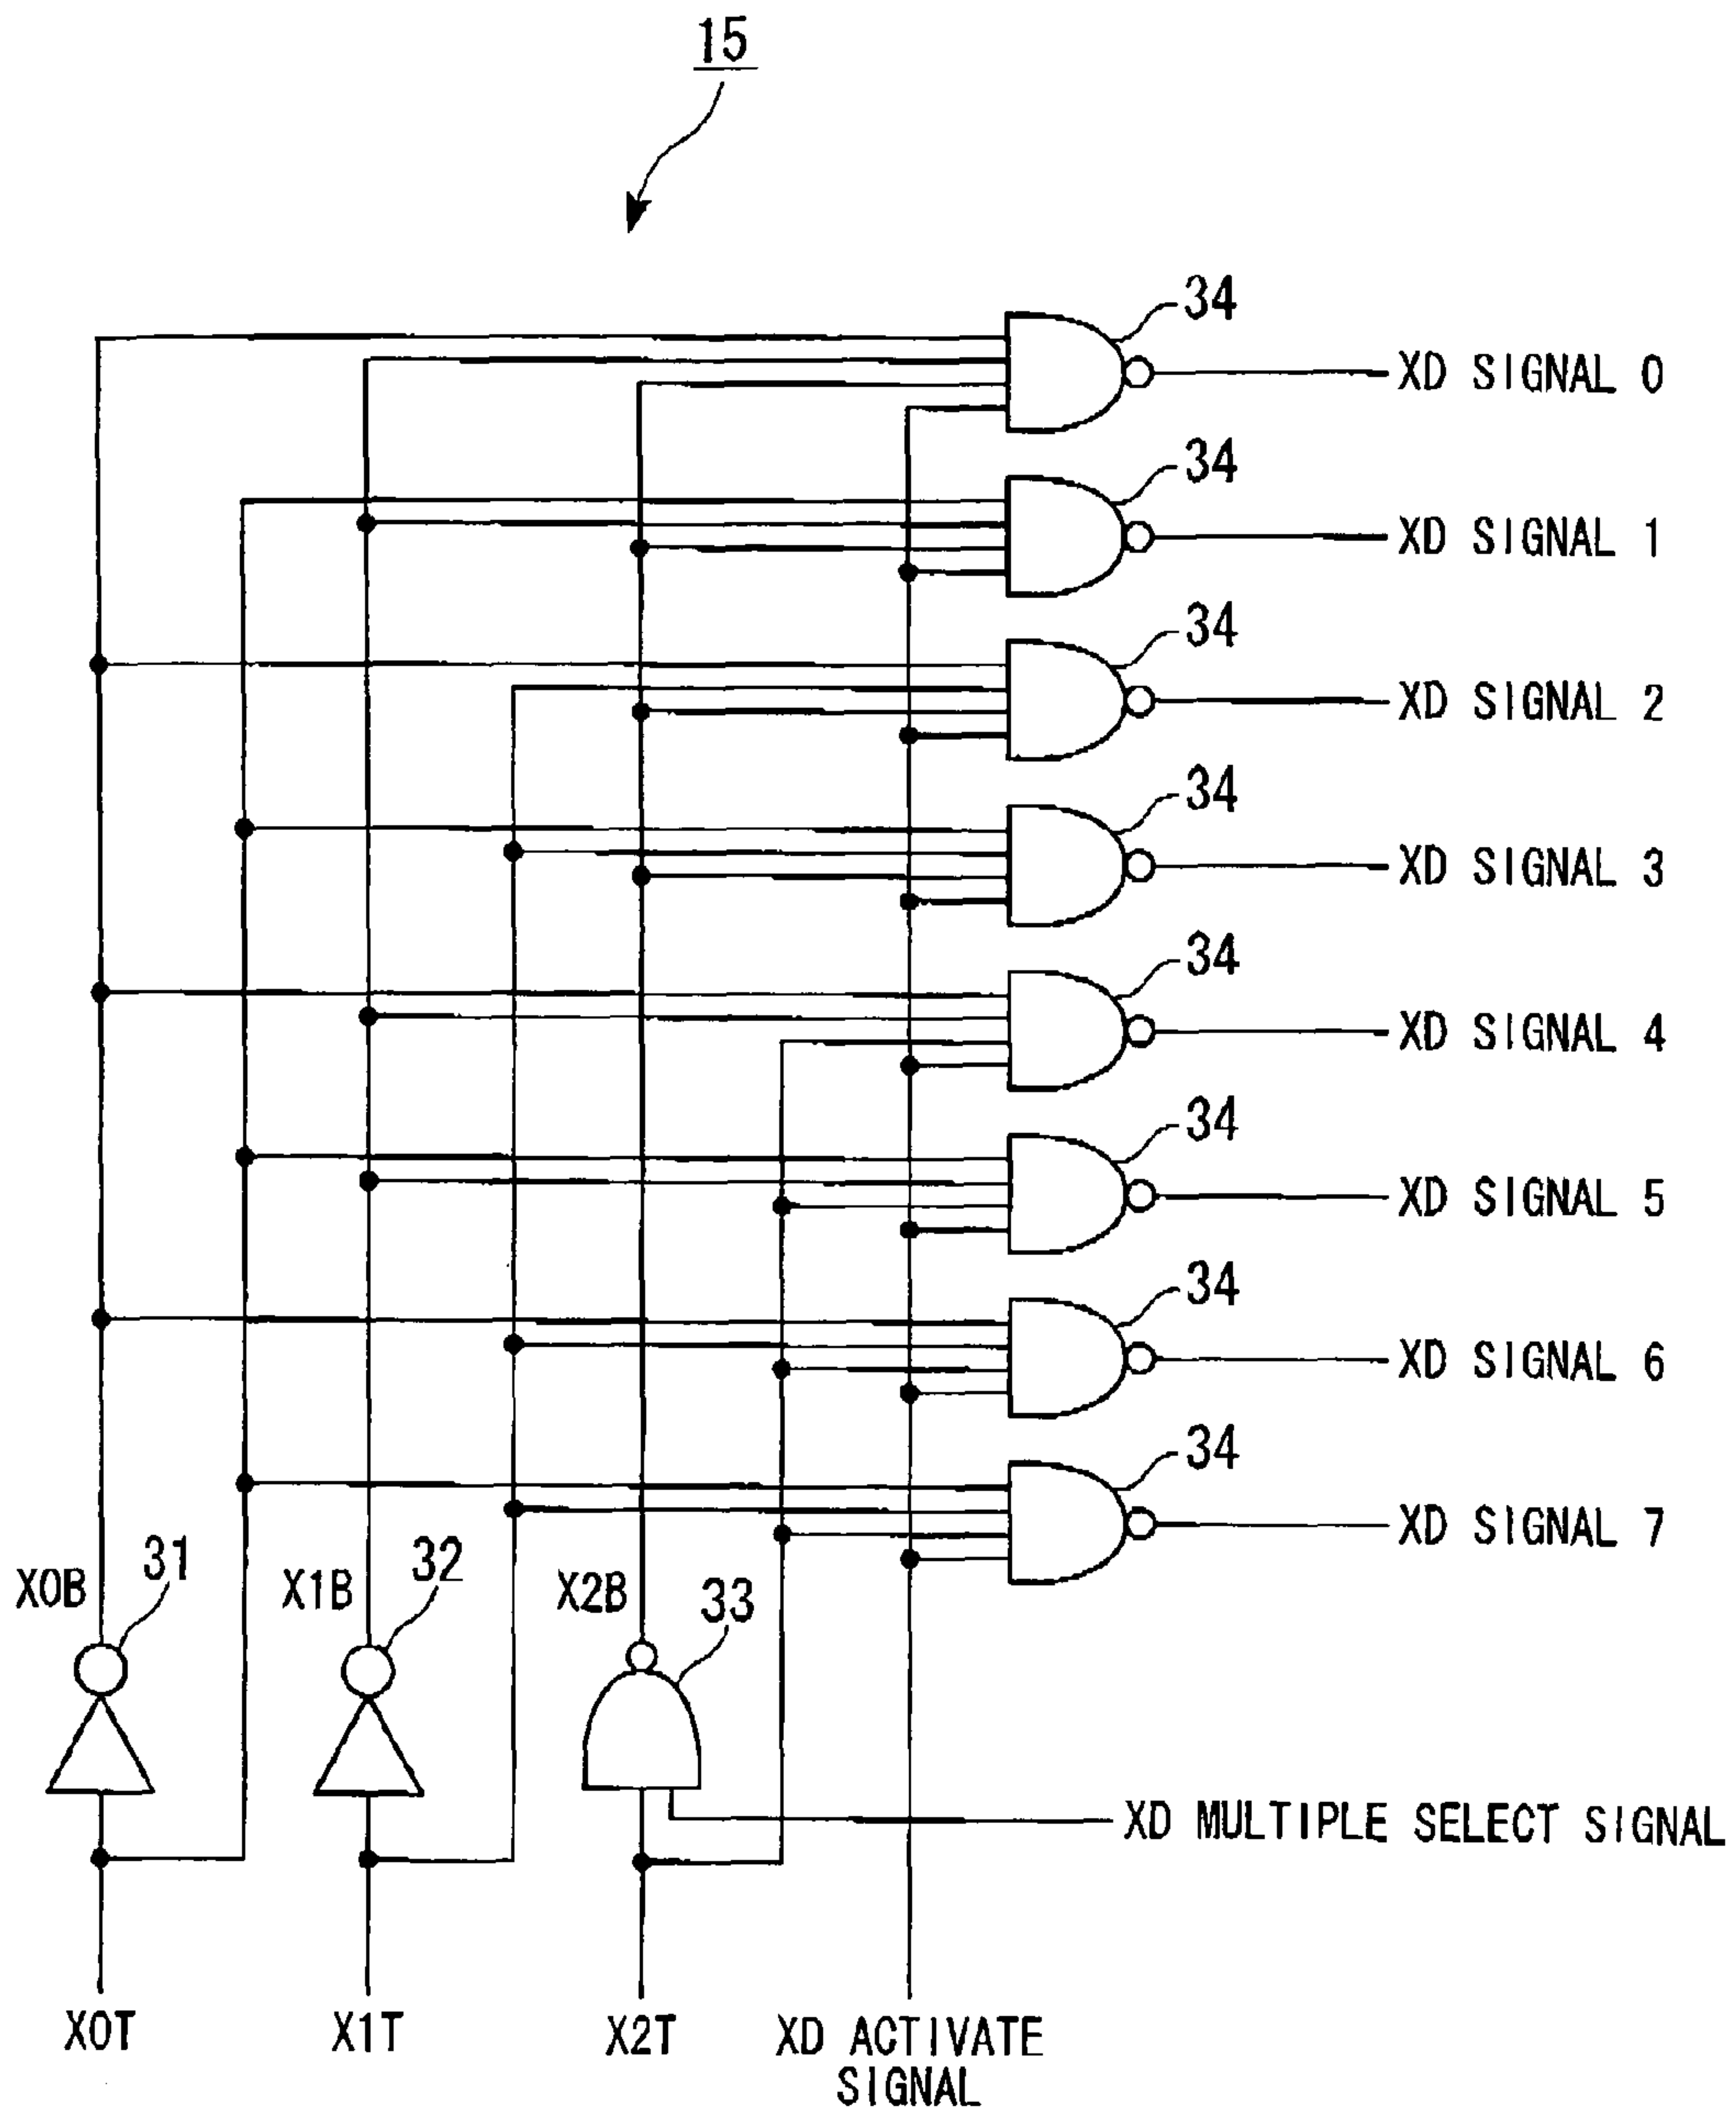 15
34
XD SIGNAL 0
34
XD SIGNAL 1
34
XD SIGNAL 2
34
XD SIGNAL 3
34
XD SIGNAL 4
34
XD SIGNAL 5
34
XD SIGNAL 6
34
XD SIGNAL 7
X0B
31
X1B
32
X2B
33
XD MULTIPLE SELECT SIGNAL
X0T
X1T
X2T
XD ACTIVATE
SIGNAL